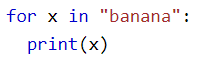 for x in "banana":
  print(x)